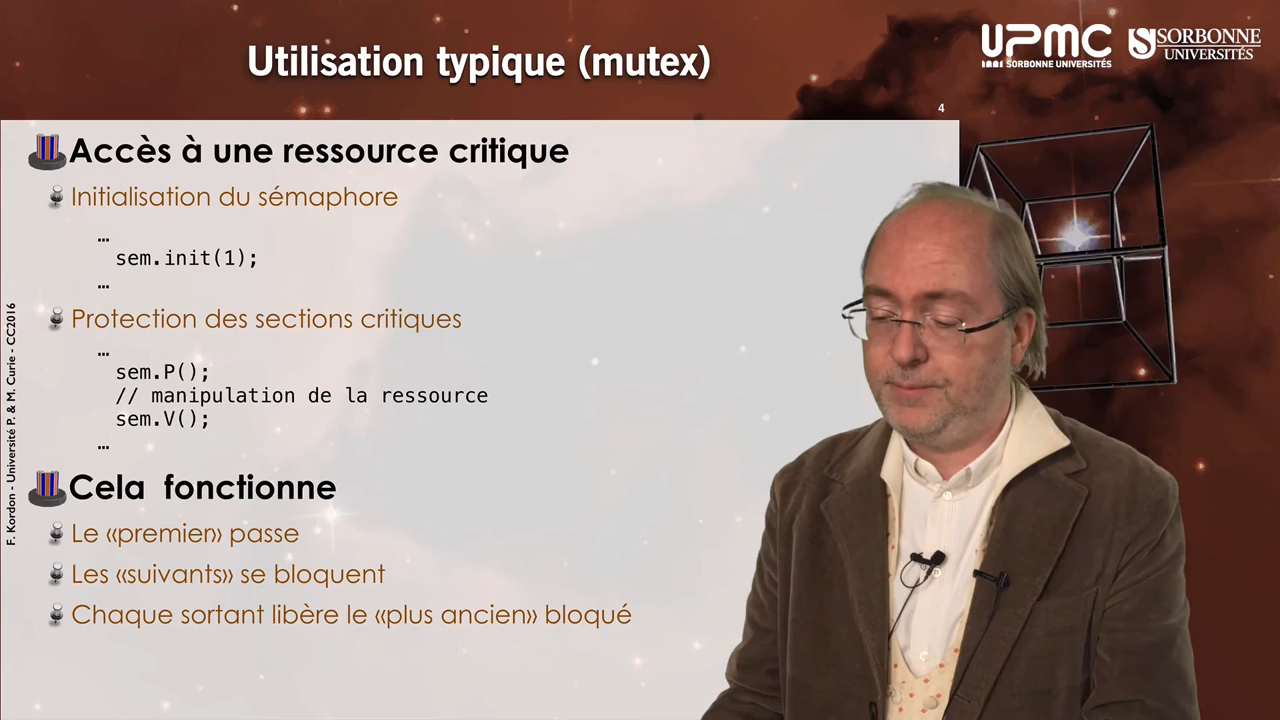 Utilisation typique (mutex)
UPMC
SORBONNE UNIVERSITÉS
SORBONNE
UNIVERSITÉS
4
Accès à une ressource critique
Initialisation du sémaphore
…
sem.init(1);
…
Protection des sections critiques
…
sem.P();
// manipulation de la ressource
sem.V();
…
Cela fonctionne
Le «premier» passe
Les «suivants» se bloquent
Chaque sortant libère le «plus ancien» bloqué
F. Kordon - Université P. & M. Curie - CC2016